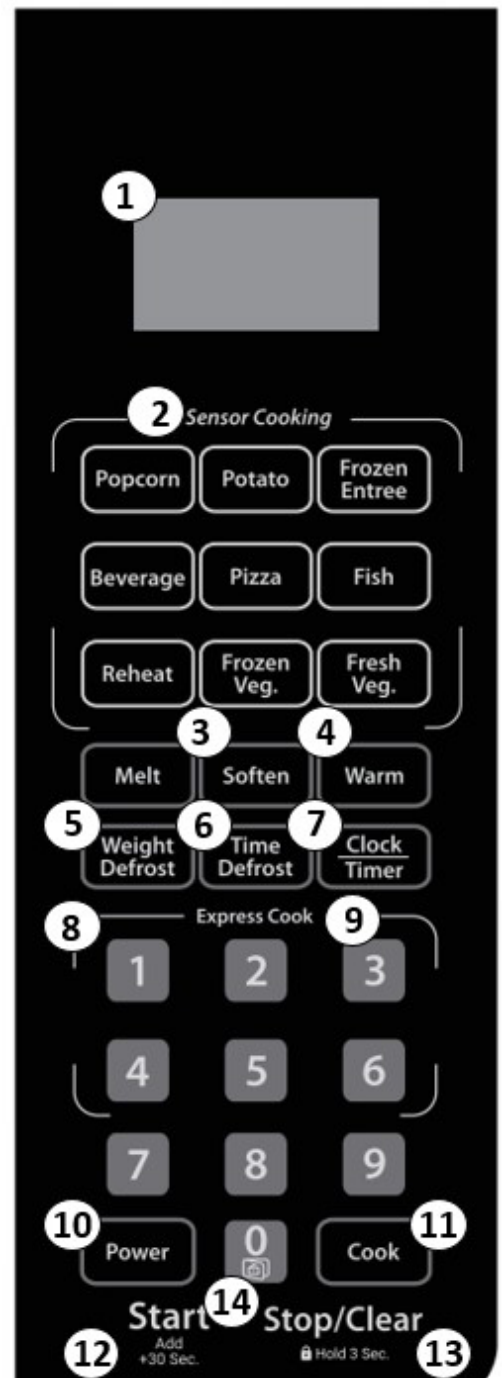 1
2 Sensor Cooking
Popcorn Potato Frozen Entree
Beverage Pizza Fish
Reheat Frozen Veg. Fresh Veg.
3 4
Melt Soften Warm
5 6 7
Weight Defrost Time Defrost Clock Timer
8 Express Cook 9
1 2 3
4 5 6
7 8 9
10 11
Power 0 Cook
14
Start Stop/Clear
12 Add +30 Sec. Hold 3 Sec. 13